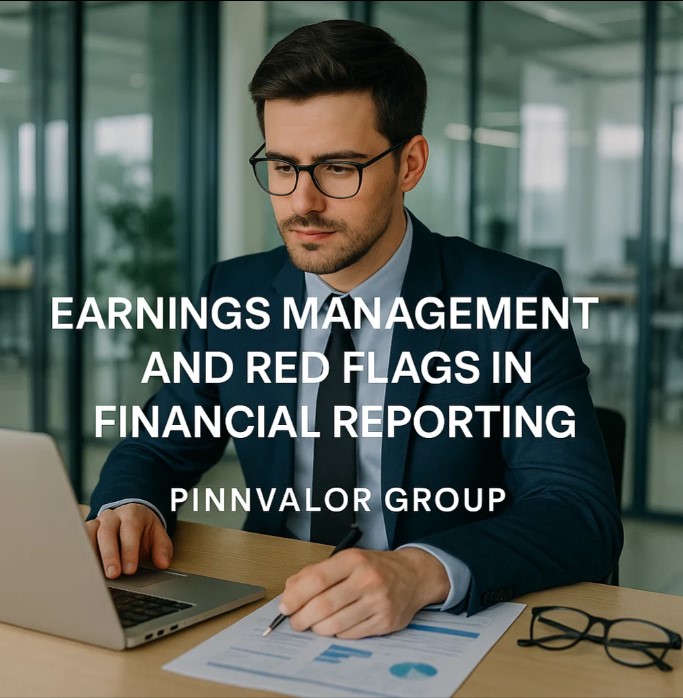 EARNINGS MANAGEMENT
AND RED FLAGS IN
FINANCIAL REPORTING
PINNVALOR GROUP